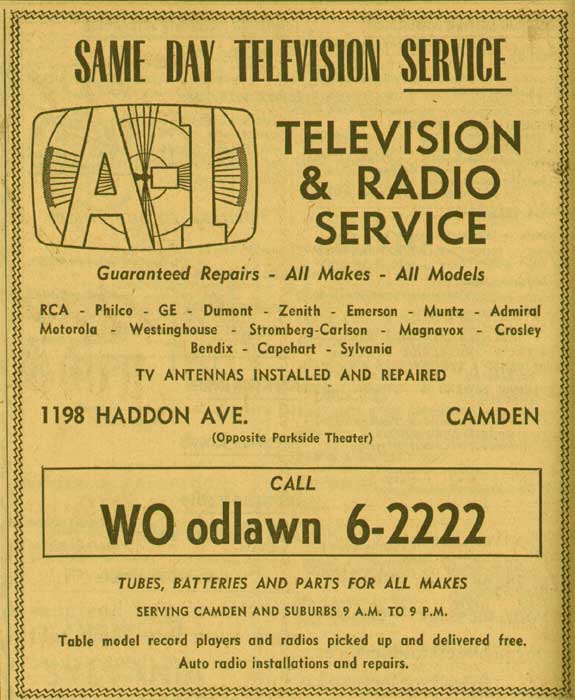 SAME DAY TELEVISION SERVICE
A-1
TELEVISION
& RADIO
SERVICE
Guaranteed Repairs - All Makes - All Models
RCA - Philco - GE - Dumont - Zenith - Emerson - Muntz - Admiral
Motorola - Westinghouse - Stromberg-Carlson - Magnavox - Crosley
Bendix - Capehart - Sylvania
TV ANTENNAS INSTALLED AND REPAIRED
1198 HADDON AVE. CAMDEN
(Opposite Parkside Theater)
CALL
WO odlawn 6-2222
TUBES, BATTERIES AND PARTS FOR ALL MAKES
SERVING CAMDEN AND SUBURBS 9 A.M. TO 9 P.M.
Table model record players and radios picked up and delivered free.
Auto radio installations and repairs.